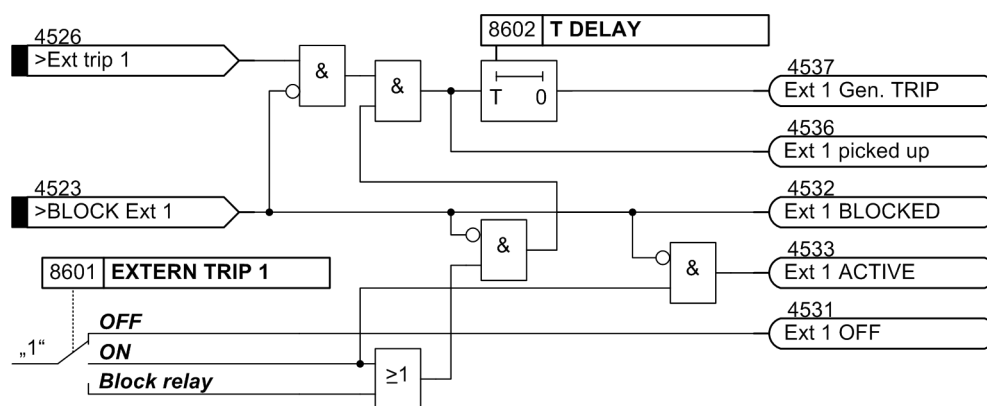 4526
>Ext trip 1
&
&
8602 T DELAY
T 0
4537
Ext 1 Gen. TRIP
4536
Ext 1 picked up
4523
>BLOCK Ext 1
&
4532
Ext 1 BLOCKED
&
4533
Ext 1 ACTIVE
8601 EXTERN TRIP 1
4531
Ext 1 OFF
„1“
OFF
ON
Block relay
≥1